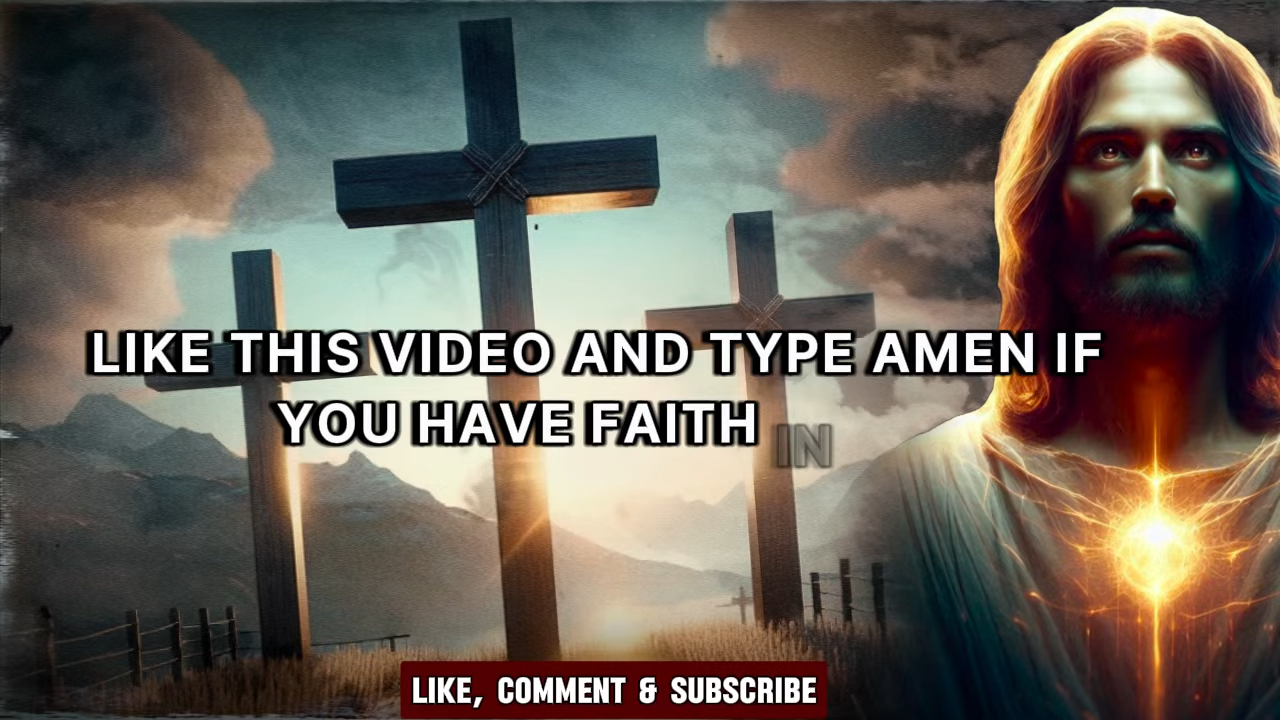 LIKE THIS VIDEO AND TYPE AMEN IF
YOU HAVE FAITH IN
LIKE, COMMENT & SUBSCRIBE